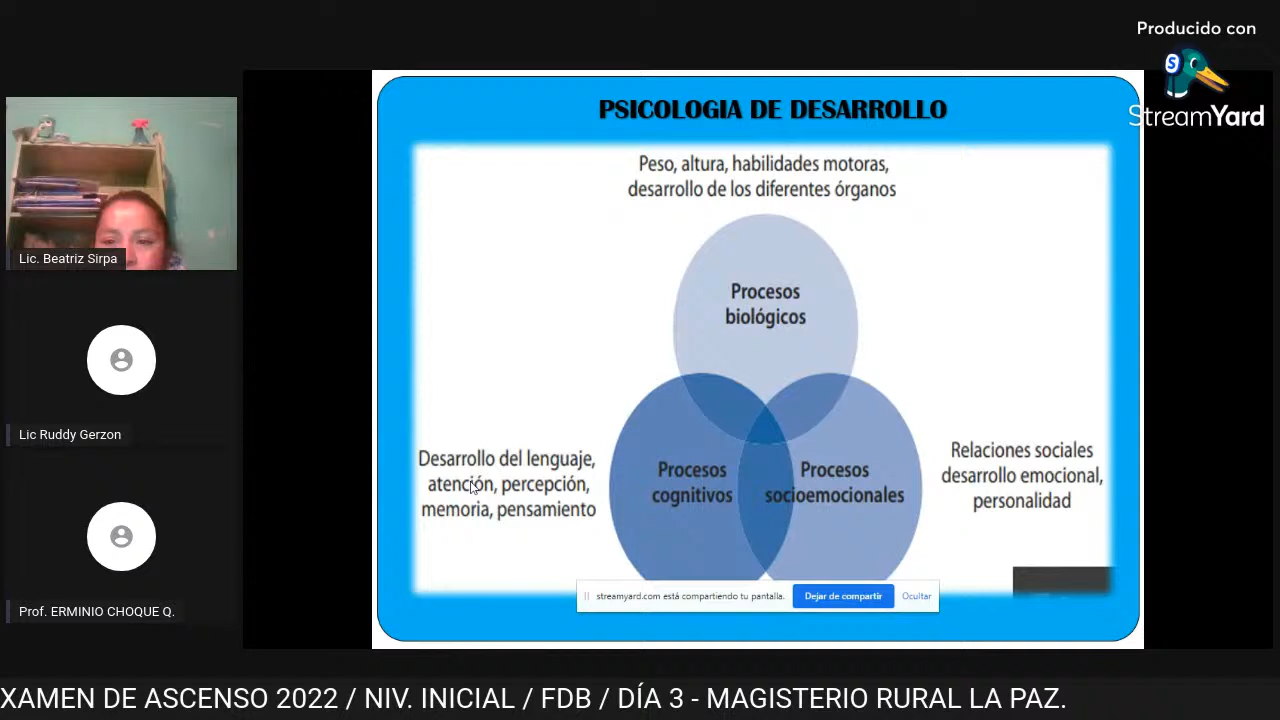 Producido con
StreamYard
PSICOLOGIA DE DESARROLLO
Peso, altura, habilidades motoras,
desarrollo de los diferentes órganos
Procesos
biológicos
Desarrollo del lenguaje,
atención, percepción,
memoria, pensamiento
Procesos
cognitivos
Procesos
socioemocionales
Relaciones sociales
desarrollo emocional,
personalidad
streamyard.com está compartiendo tu pantalla.
Dejar de compartir
Ocultar
Lic. Beatriz Sirpa
Lic Ruddy Gerzon
Prof. ERMINIO CHOQUE Q.
XAMEN DE ASCENSO 2022 / NIV. INICIAL / FDB / DÍA 3 - MAGISTERIO RURAL LA PAZ.